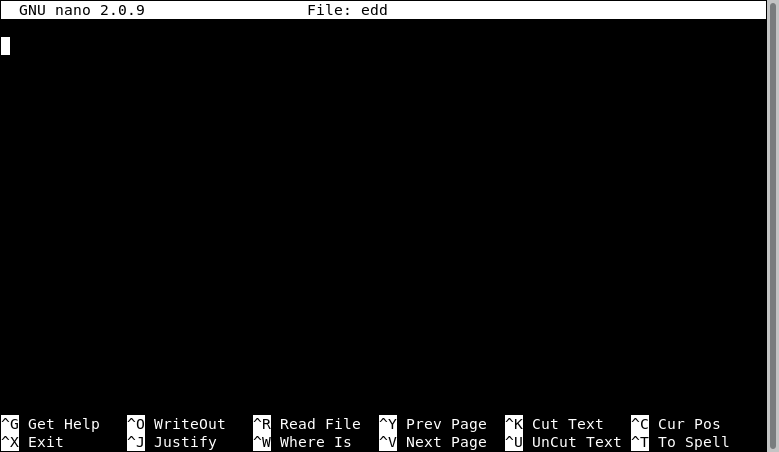 GNU nano 2.0.9 File: edd
^G Get Help ^O WriteOut ^R Read File ^Y Prev Page ^K Cut Text ^C Cur Pos
^X Exit ^J Justify ^W Where Is ^V Next Page ^U UnCut Text ^T To Spell